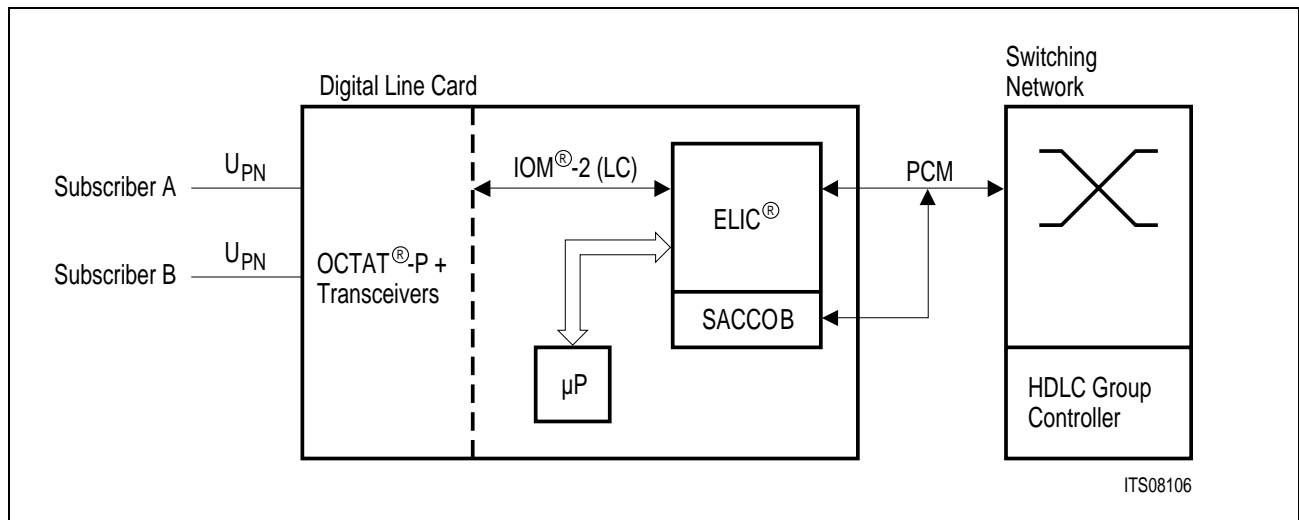 Switching
Network
Digital Line Card
Subscriber A
U_PN
IOM®-2 (LC)
PCM
ELIC®
Subscriber B
U_PN
OCTAT®-P +
Transceivers
SACCOB
µP
HDLC Group
Controller
ITS08106